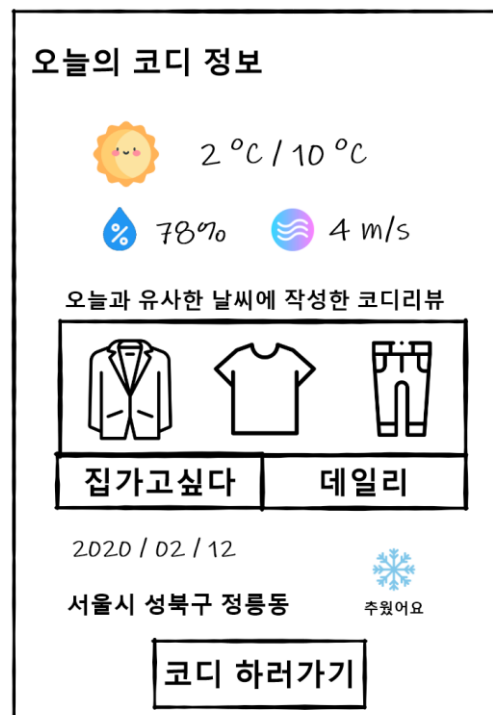 오늘의 코디 정보
2 °C / 10 °C
%
78% 4 m/s
오늘과 유사한 날씨에 작성한 코디리뷰
집가고싶다 데일리
2020 / 02 / 12
서울시 성북구 정릉동 추웠어요
코디 하러가기